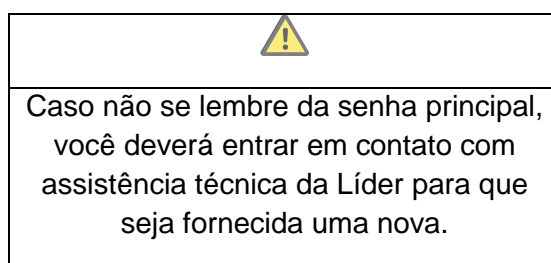 Caso não se lembre da senha principal,
você deverá entrar em contato com
assistência técnica da Líder para que
seja fornecida uma nova.